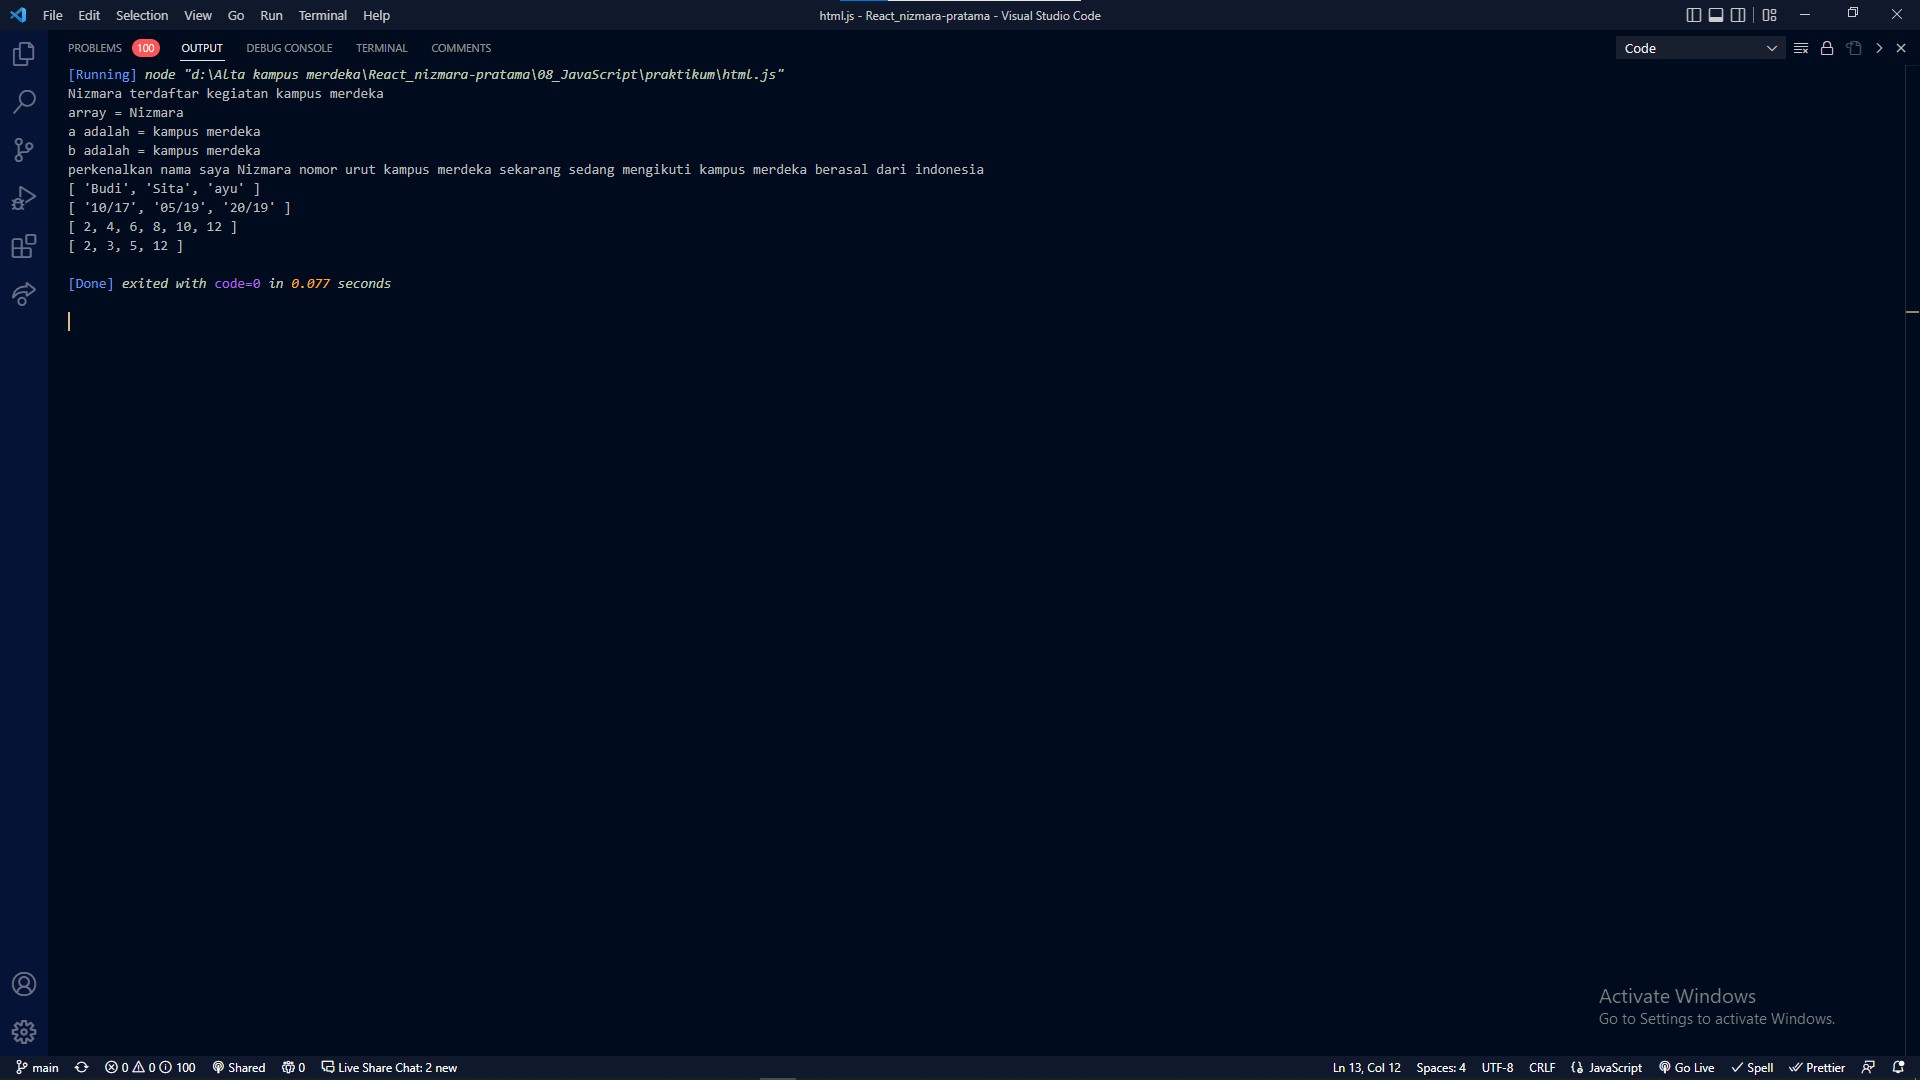 File Edit Selection View Go Run Terminal Help
html.js - React_nizmara-pratama - Visual Studio Code
PROBLEMS 100 OUTPUT DEBUG CONSOLE TERMINAL COMMENTS
Code
[Running] node "d:\Alta kampus merdeka\React_nizmara-pratama\08_JavaScript\praktikum\html.js"
Nizmara terdaftar kegiatan kampus merdeka
array = Nizmara
a adalah = kampus merdeka
b adalah = kampus merdeka
perkenalkan nama saya Nizmara nomor urut kampus merdeka sekarang sedang mengikuti kampus merdeka berasal dari indonesia
[ 'Budi', 'Sita', 'ayu' ]
[ '10/17', '05/19', '20/19' ]
[ 2, 4, 6, 8, 10, 12 ]
[ 2, 3, 5, 12 ]
[Done] exited with code=0 in 0.077 seconds
Activate Windows
Go to Settings to activate Windows.
main 0 0 100 Shared 0 Live Share Chat: 2 new
Ln 13, Col 12 Spaces: 4 UTF-8 CRLF JavaScript Go Live Spell Prettier